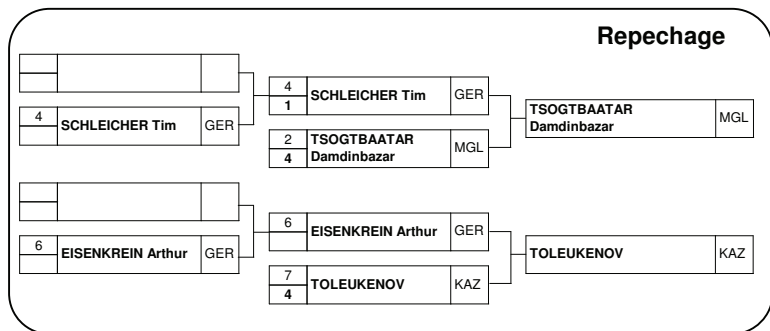 Repechage
4
SCHLEICHER Tim GER
4
1
SCHLEICHER Tim GER
2
4
TSOGTBAATAR
Damdinbazar
MGL
TSOGTBAATAR
Damdinbazar
MGL
6
EISENKREIN Arthur GER
6
EISENKREIN Arthur GER
7
4
TOLEUKENOV KAZ
TOLEUKENOV KAZ